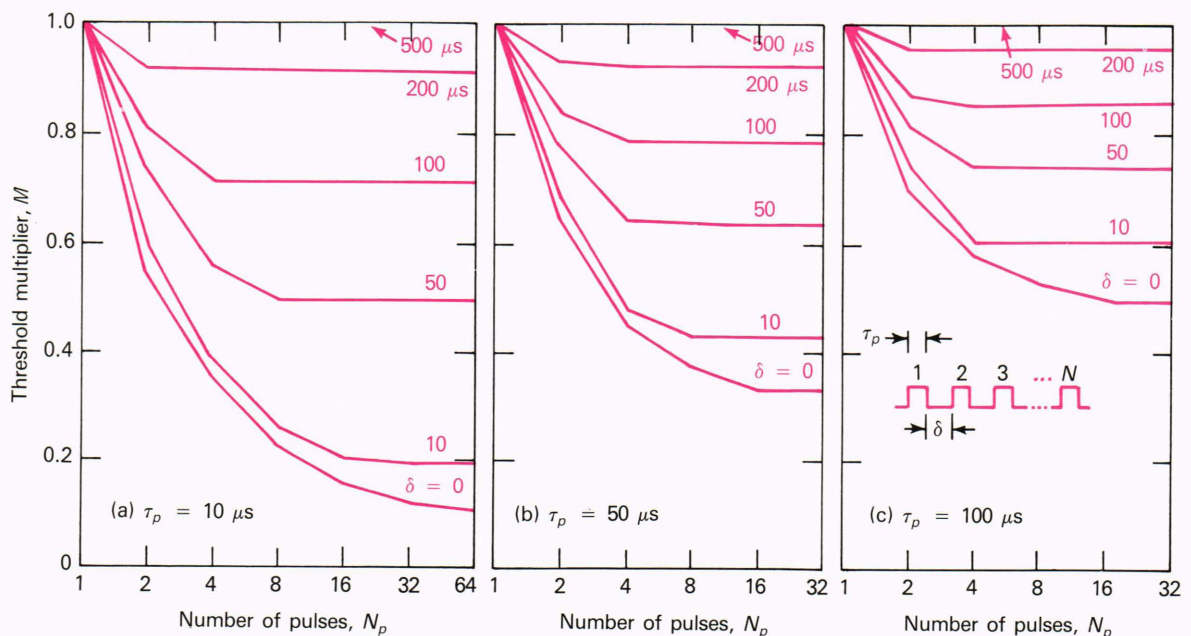 Threshold multiplier, M
1.0
0.8
0.6
0.4
0.2
0
500 μs
200 μs
100
50
10
δ = 0
(a) τp = 10 μs
1 2 4 8 16 32 64
Number of pulses, Np
500 μs
200 μs
100
50
10
δ = 0
(b) τp = 50 μs
1 2 4 8 16 32
Number of pulses, Np
500 μs
200 μs
100
50
10
δ = 0
τp
1 2 3 ... N
....
δ
(c) τp = 100 μs
1 2 4 8 16 32
Number of pulses, Np